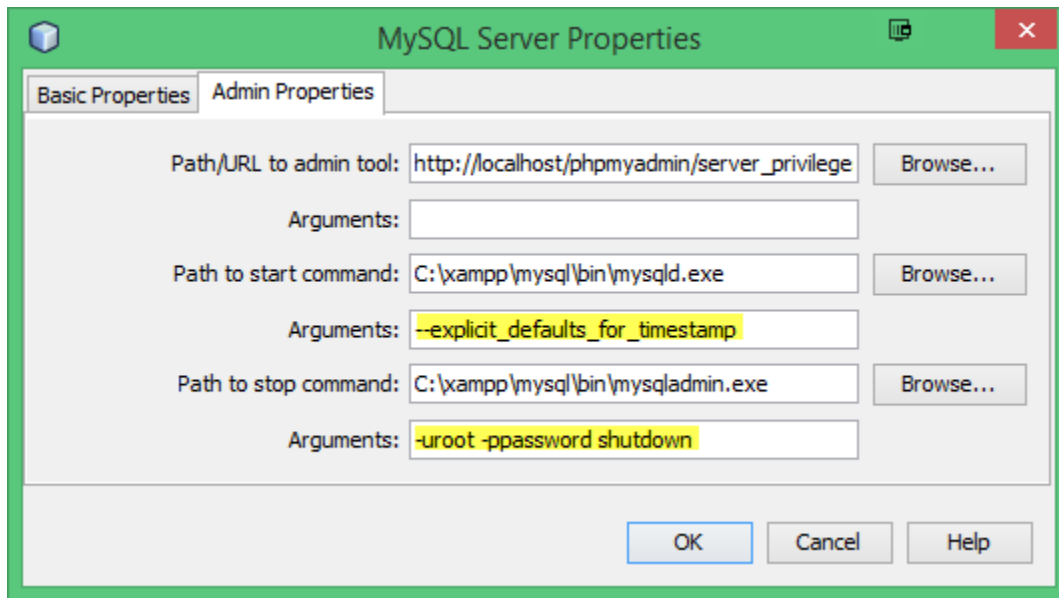 MySQL Server Properties
Basic Properties Admin Properties
Path/URL to admin tool: http://localhost/phpmyadmin/server_privilege Browse...
Arguments:
Path to start command: C:\xampp\mysql\bin\mysqld.exe Browse...
Arguments: --explicit_defaults_for_timestamp
Path to stop command: C:\xampp\mysql\bin\mysqladmin.exe Browse...
Arguments: -uroot -ppassword shutdown
OK Cancel Help